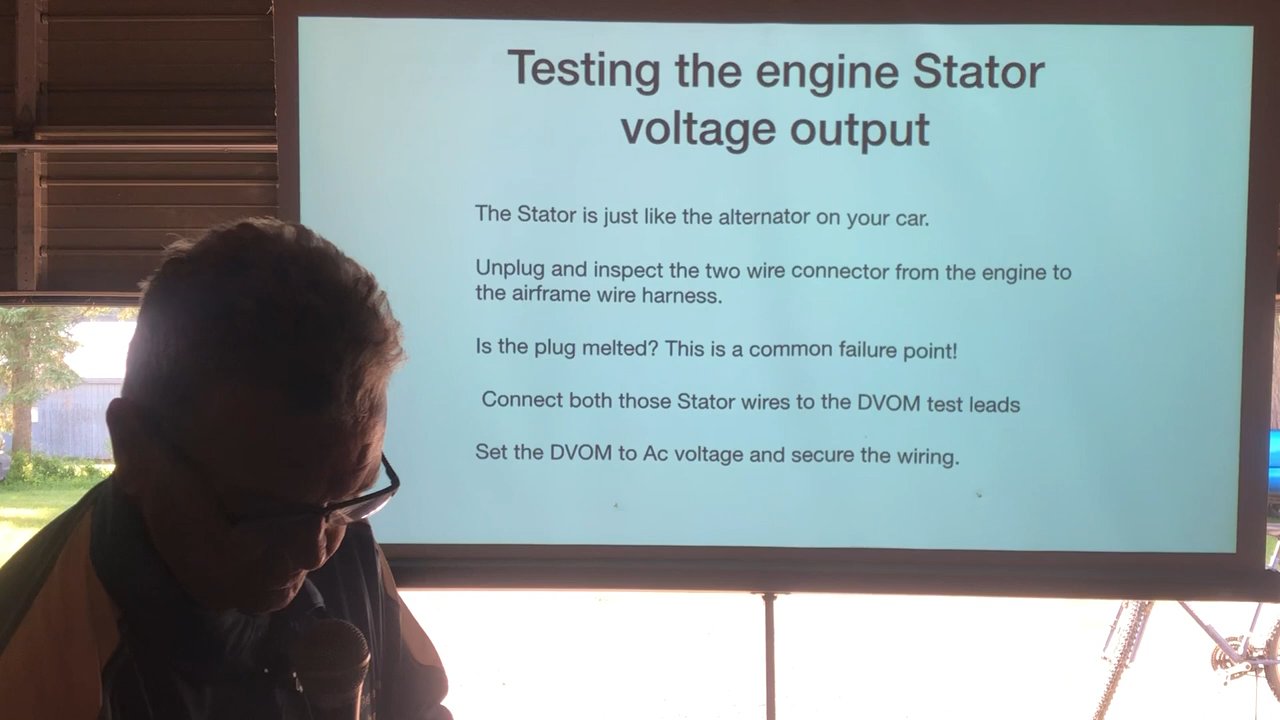 Testing the engine Stator
voltage output
The Stator is just like the alternator on your car.
Unplug and inspect the two wire connector from the engine to
the airframe wire harness.
Is the plug melted? This is a common failure point!
Connect both those Stator wires to the DVOM test leads
Set the DVOM to Ac voltage and secure the wiring.